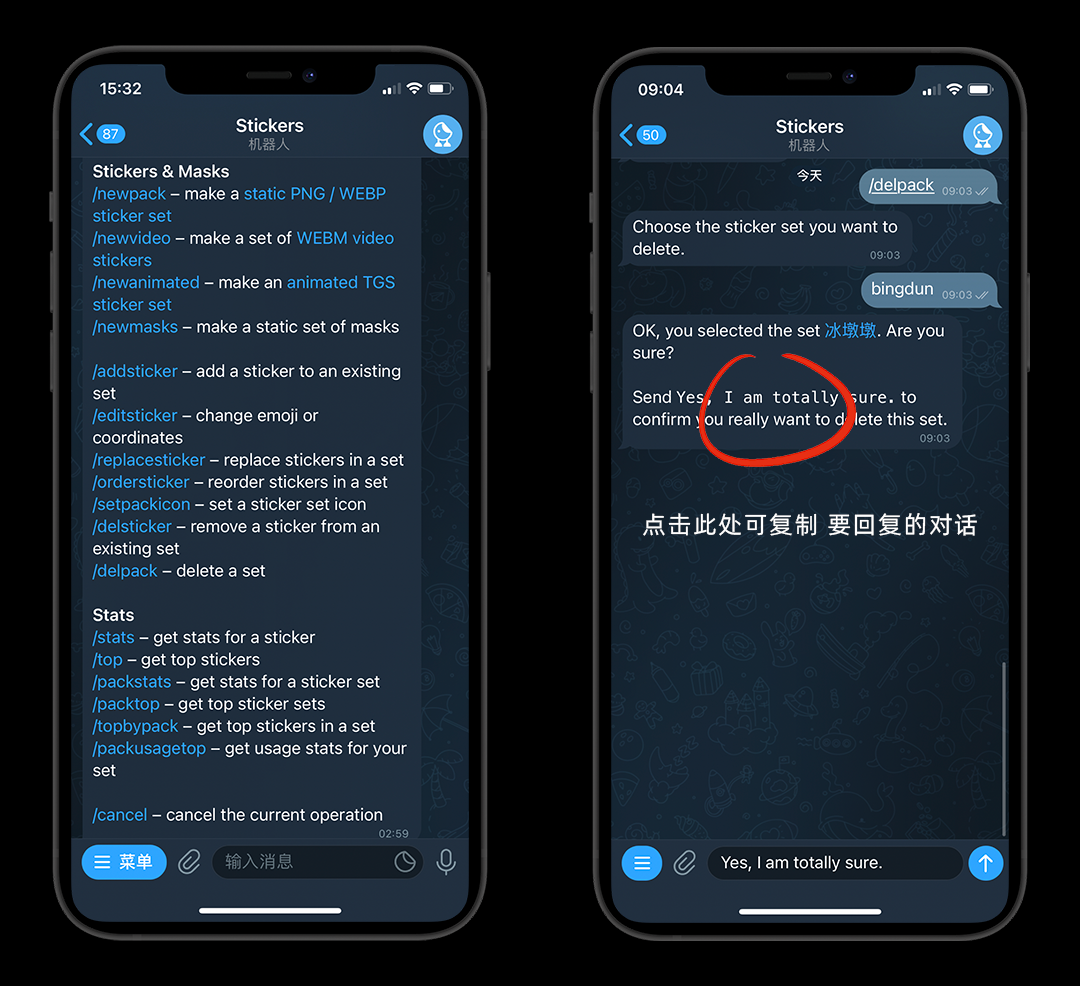 15:32
87
Stickers
机器人
Stickers & Masks
/newpack – make a static PNG / WEBP
sticker set
/newvideo – make a set of WEBM video
stickers
/newanimated – make an animated TGS
sticker set
/newmasks – make a static set of masks
/addsticker – add a sticker to an existing
set
/editsticker – change emoji or
coordinates
/replacesticker – replace stickers in a set
/ordersticker – reorder stickers in a set
/setpackicon – set a sticker set icon
/delsticker – remove a sticker from an
existing set
/delpack – delete a set
Stats
/stats – get stats for a sticker
/top – get top stickers
/packstats – get stats for a sticker set
/packtop – get top sticker sets
/topbypack – get top stickers in a set
/packusagetop – get usage stats for your
set
/cancel – cancel the current operation
02:59
菜单
输入消息
09:04
50
Stickers
机器人
今天
/delpack 09:03
Choose the sticker set you want to
delete.
09:03
bingdun 09:03
OK, you selected the set 冰墩墩. Are you
sure?
Send Yes, I am totally sure. to
confirm you really want to delete this set.
09:03
点击此处可复制 要回复的对话
Yes, I am totally sure.